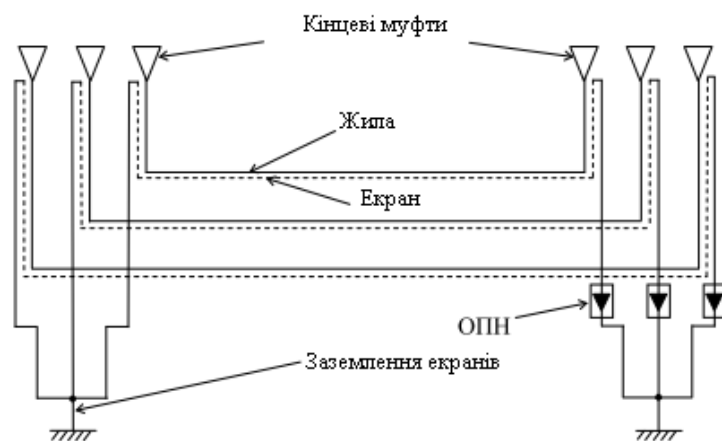 Кінцеві муфти
Жила
Екран
ОПН
Заземлення екранів